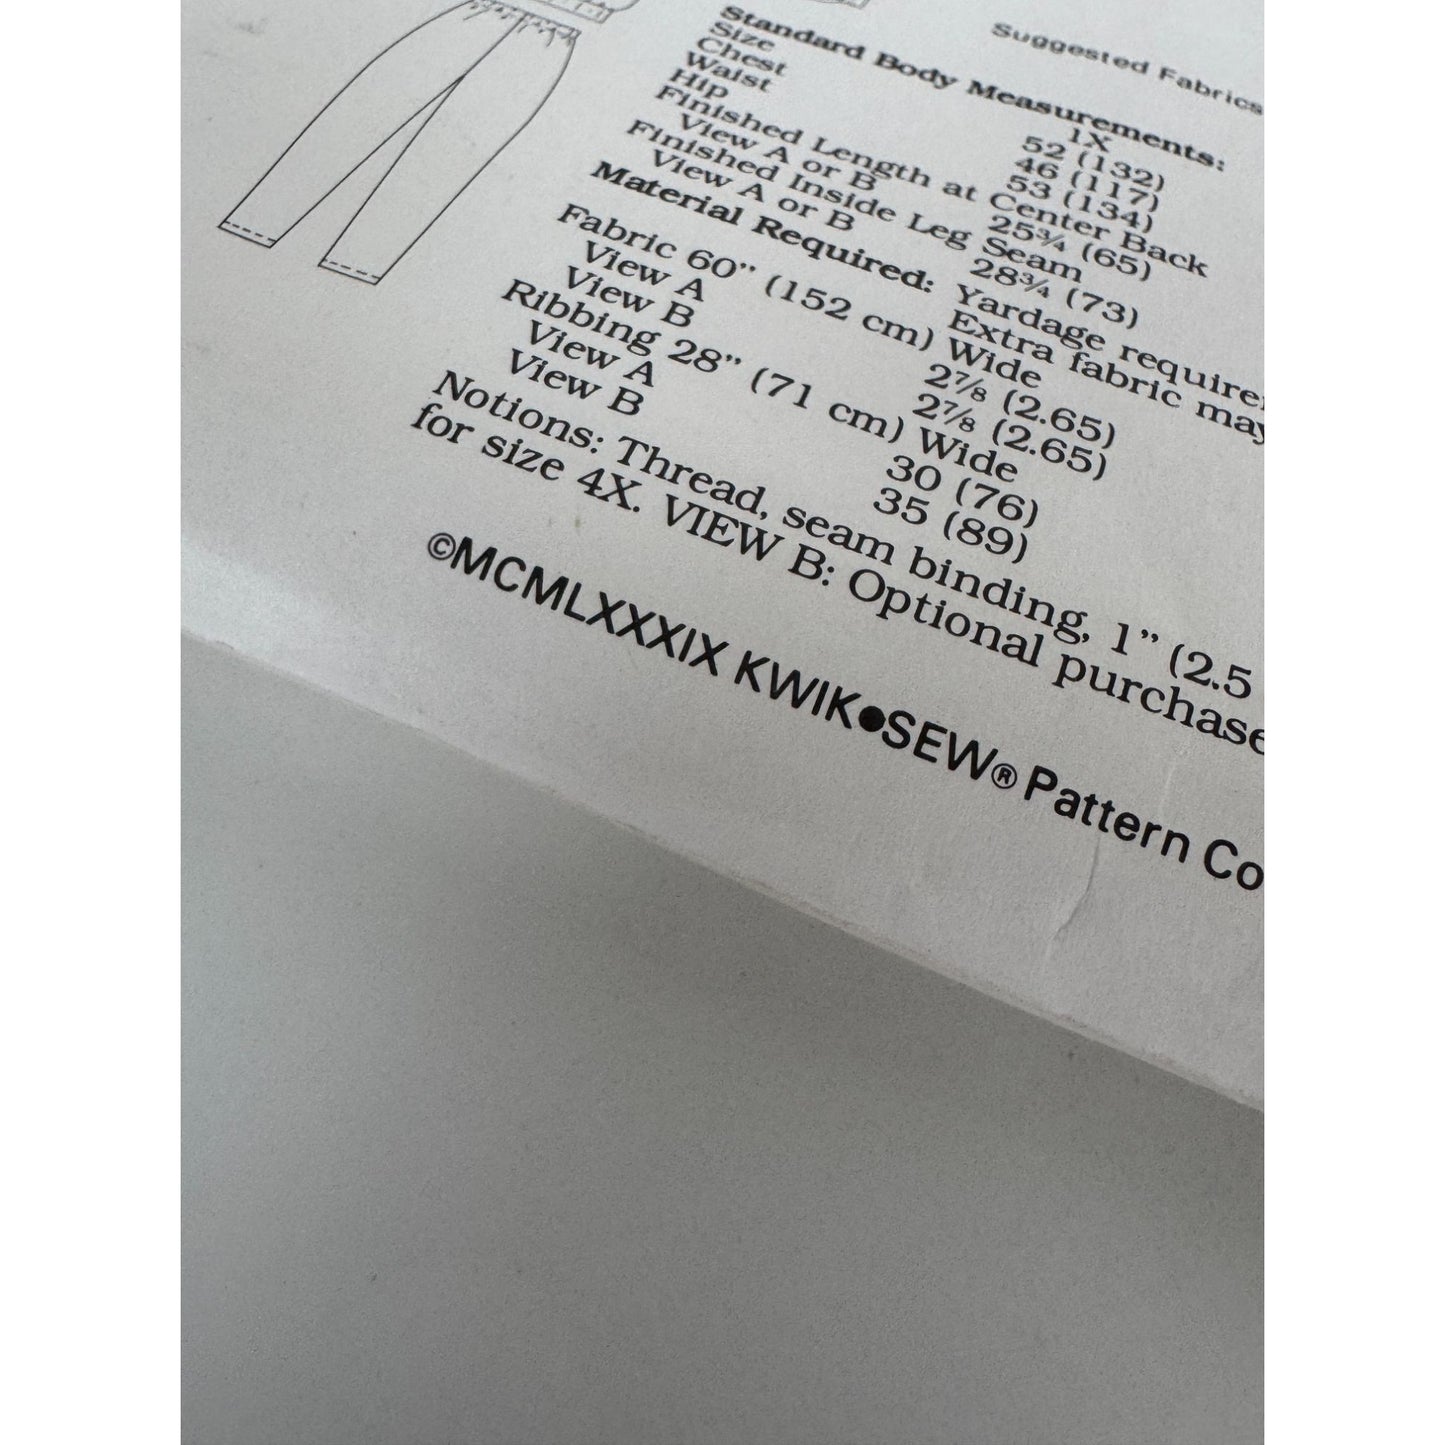 Suggested Fabrics
Standard Body Measurements:
Size 1X
Chest 52 (132)
Waist 46 (117)
Hip 53 (134)
Finished Length at Center Back
View A or B 25¾ (65)
Finished Inside Leg Seam
View A or B 28¾ (73)
Material Required: Yardage require
Extra fabric may
Fabric 60" (152 cm) Wide
View A 2⅞ (2.65)
View B 2⅞ (2.65)
Ribbing 28" (71 cm) Wide
View A 30 (76)
View B 35 (89)
Notions: Thread, seam binding, 1" (2.5
for size 4X. VIEW B: Optional purchase
©MCMLXXXIX KWIK•SEW® Pattern Co